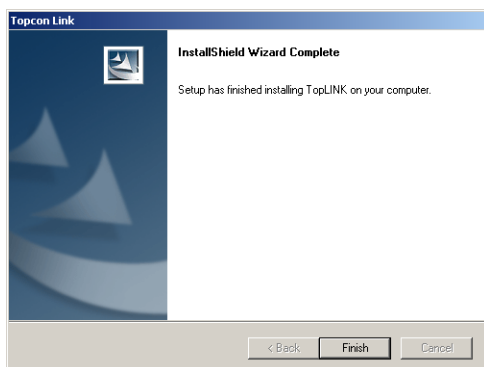 Topcon Link
InstallShield Wizard Complete
Setup has finished installing TopLINK on your computer.
< Back
Finish
Cancel